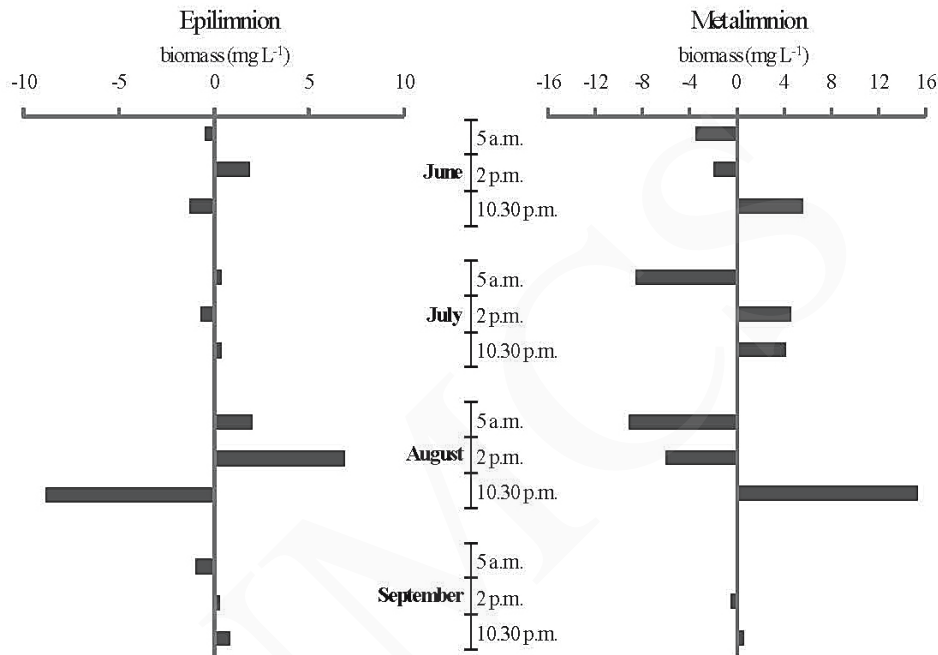 Epilimnion
biomass (mg L⁻¹)
-10 -5 0 5 10
Metalimnion
biomass (mg L⁻¹)
-16 -12 -8 -4 0 4 8 12 16
June
5 a.m.
2 p.m.
10.30 p.m.
July
5 a.m.
2 p.m.
10.30 p.m.
August
5 a.m.
2 p.m.
10.30 p.m.
September
5 a.m.
2 p.m.
10.30 p.m.